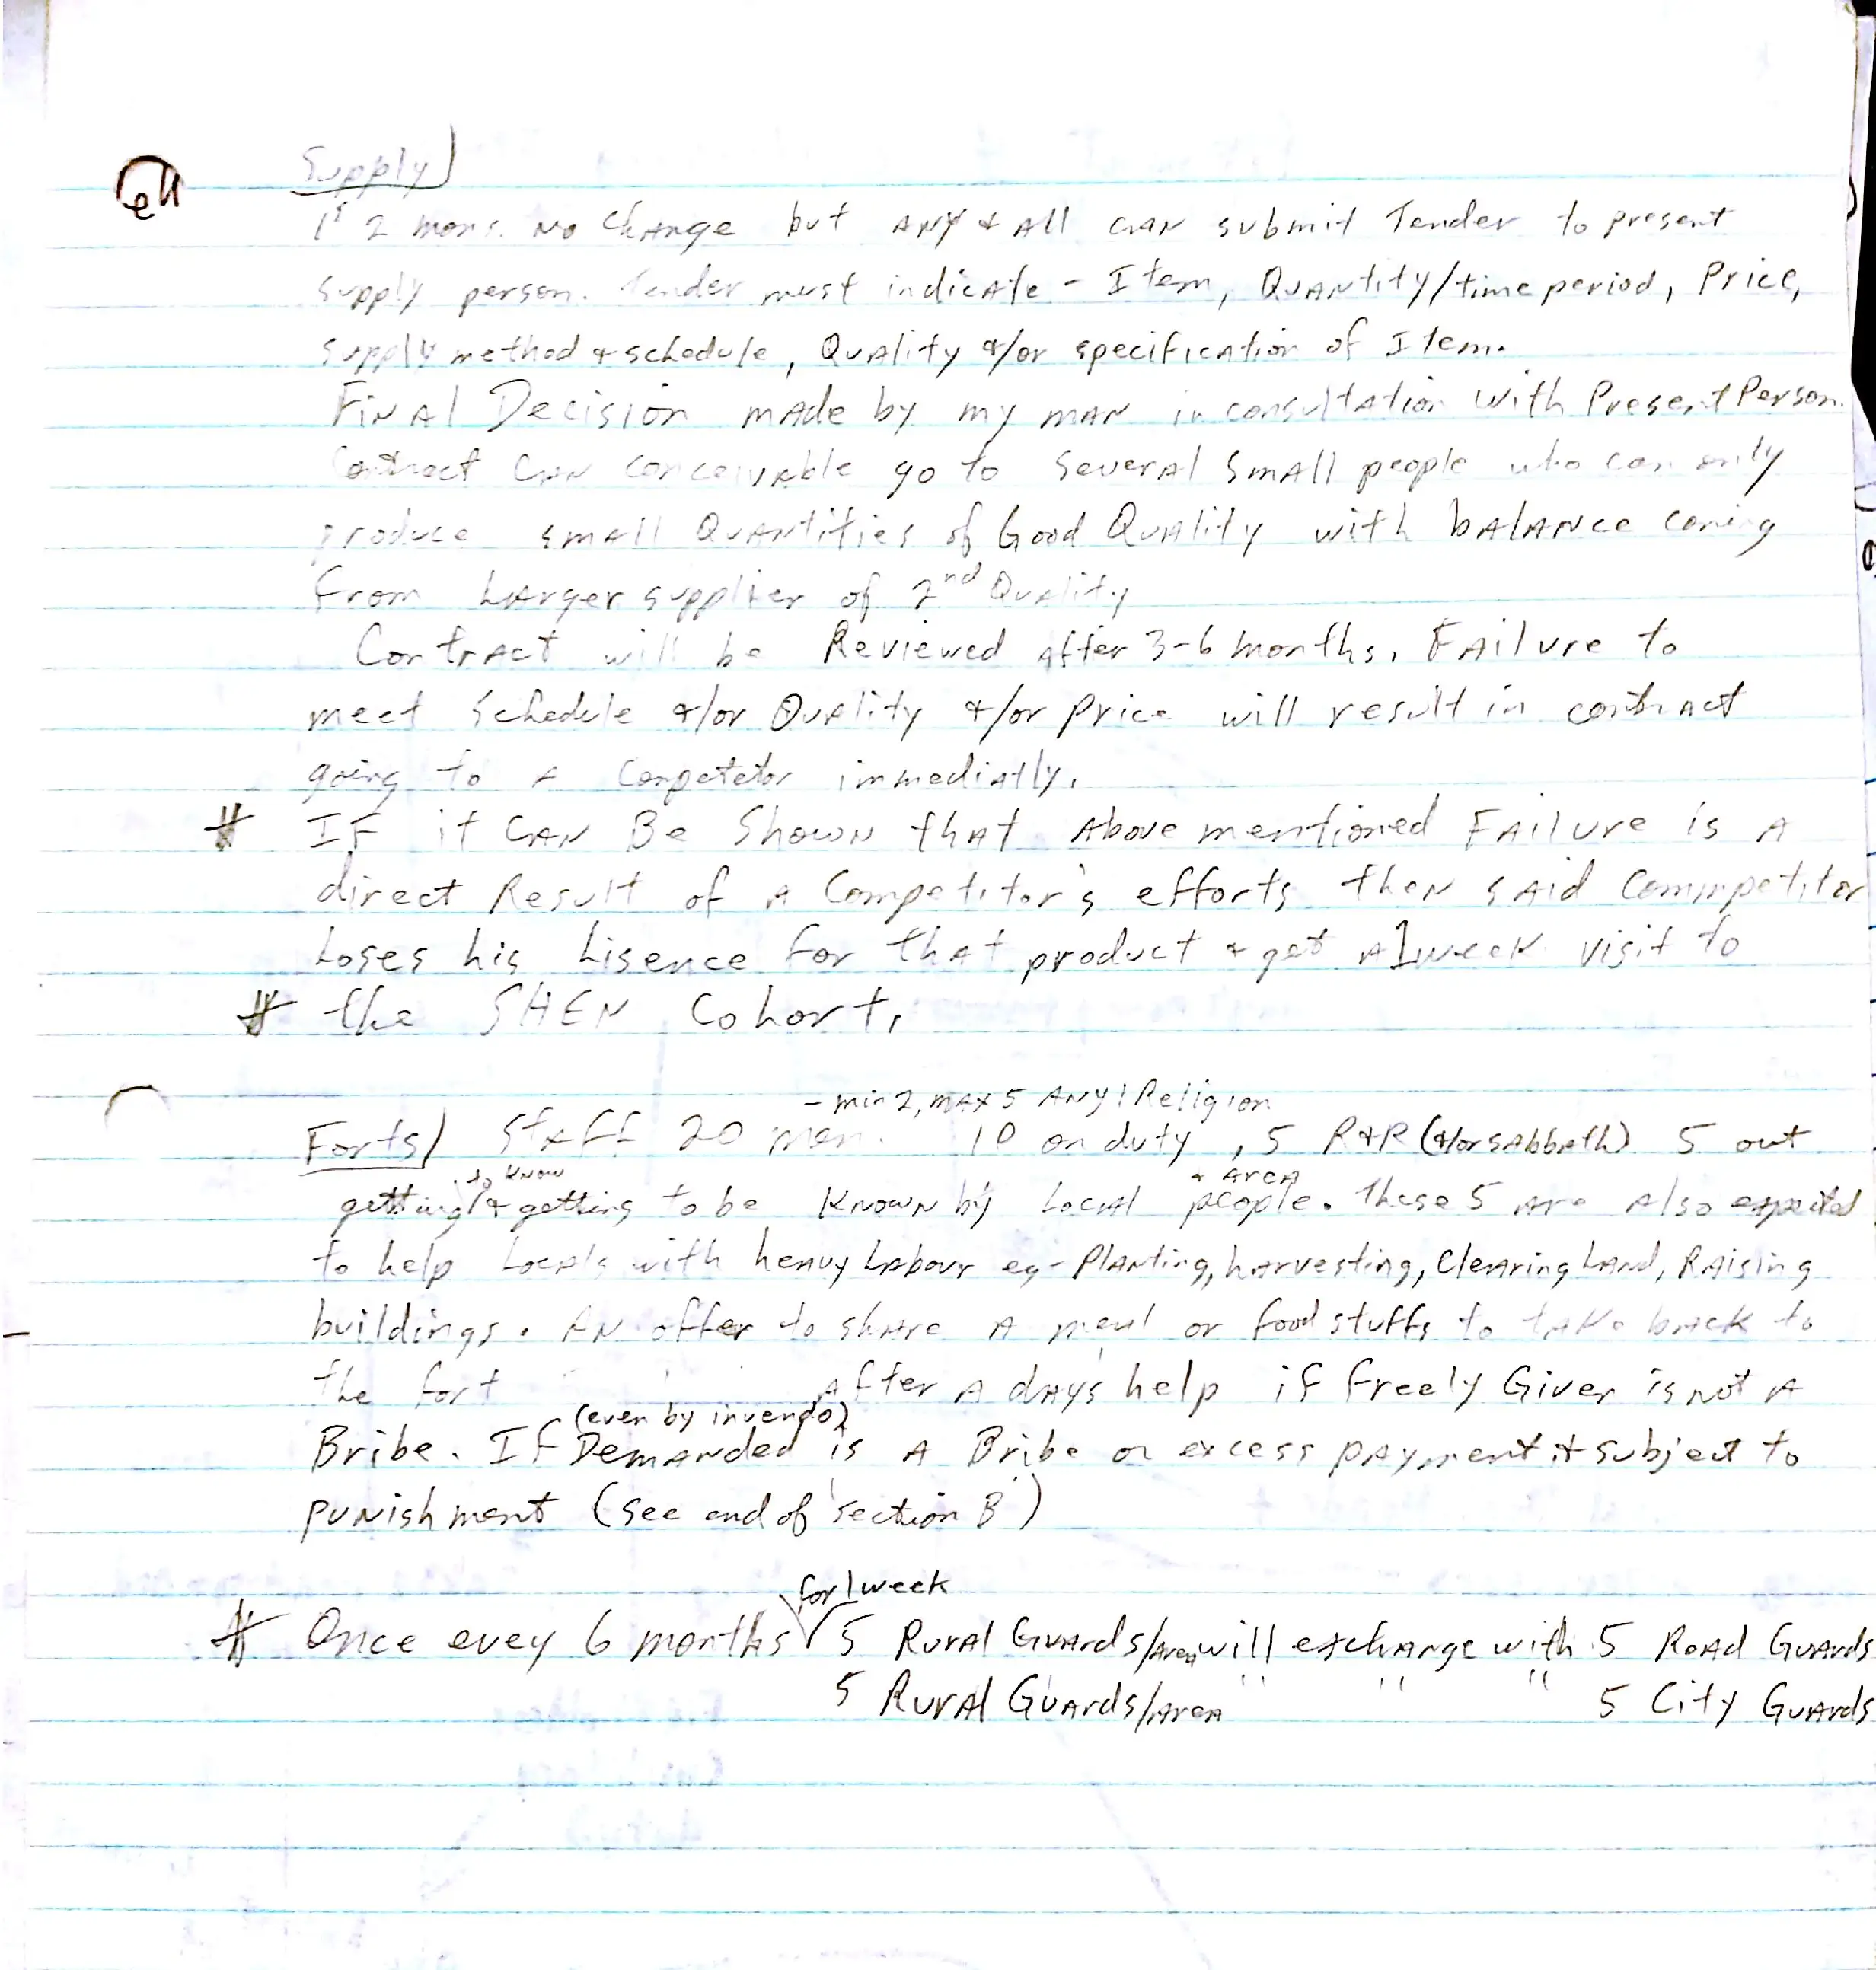 Supply)
1st 2 mons. No Change but ANY & All CAN submit Tender to present
supply person. Tender must indicate - Item, Quantity/time period, Price,
supply method & schedule, Quality &/or specification of Item.
Final Decision made by my man in consultation with Present Person.
Contract can conceivable go to several small people who can only
produce small Quantities of Good Quality with balance coming
from Larger supplier of 2nd Quality
Contract will be Reviewed after 3-6 months. Failure to
meet Schedule &/or Quality &/or Price will result in contract
going to a Competetor immediatly.
# IF it CAN Be Shown that Above mentioned Failure is A
direct Result of a Competitor's efforts then said Commpetitor
Loses his Lisence for that product & get a 1 week visit to
# the SHEN Cohort.
- min 2, max 5 Any 1 Religion
Forts) Staff 20 men. 10 on duty, 5 R&R (&/or sabbath) 5 out
to know & area
getting & getting to be Known by Local people. These 5 are also expected
to help Locals with heavy Labour eg - Planting, harvesting, Clearing Land, Raising
buildings. An offer to share a meal or food stuffs to take back to
the fort after a days help if freely Given is not a
(even by inuendo)
Bribe. If Demanded is a Bribe or excess payment & subject to
punishment (see end of section B)
for 1 week
# Once evey 6 months 5 Rural Guards/area will exchange with 5 Road Guards
5 Rural Guards/area " " " 5 City Guards